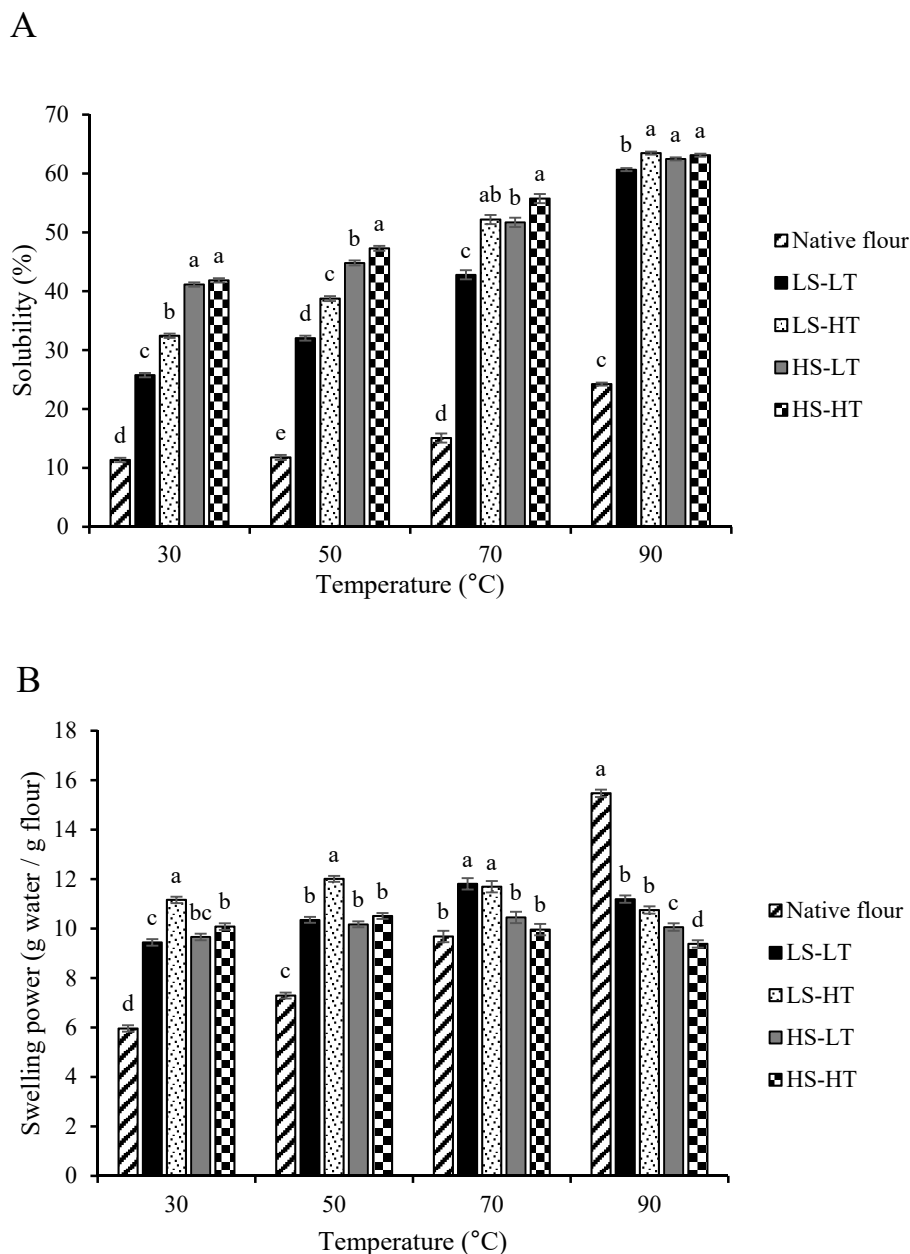 A
70
60
50
40
30
20
10
0
Solubility (%)
d c b a a
e d c b a
d c ab b a
c b a a a
30 50 70 90
Temperature (°C)
Native flour
LS-LT
LS-HT
HS-LT
HS-HT
B
18
16
14
12
10
8
6
4
2
0
Swelling power (g water / g flour)
d c a bc b
c b a b b
b a a b b
a b b c d
30 50 70 90
Temperature (°C)
Native flour
LS-LT
LS-HT
HS-LT
HS-HT